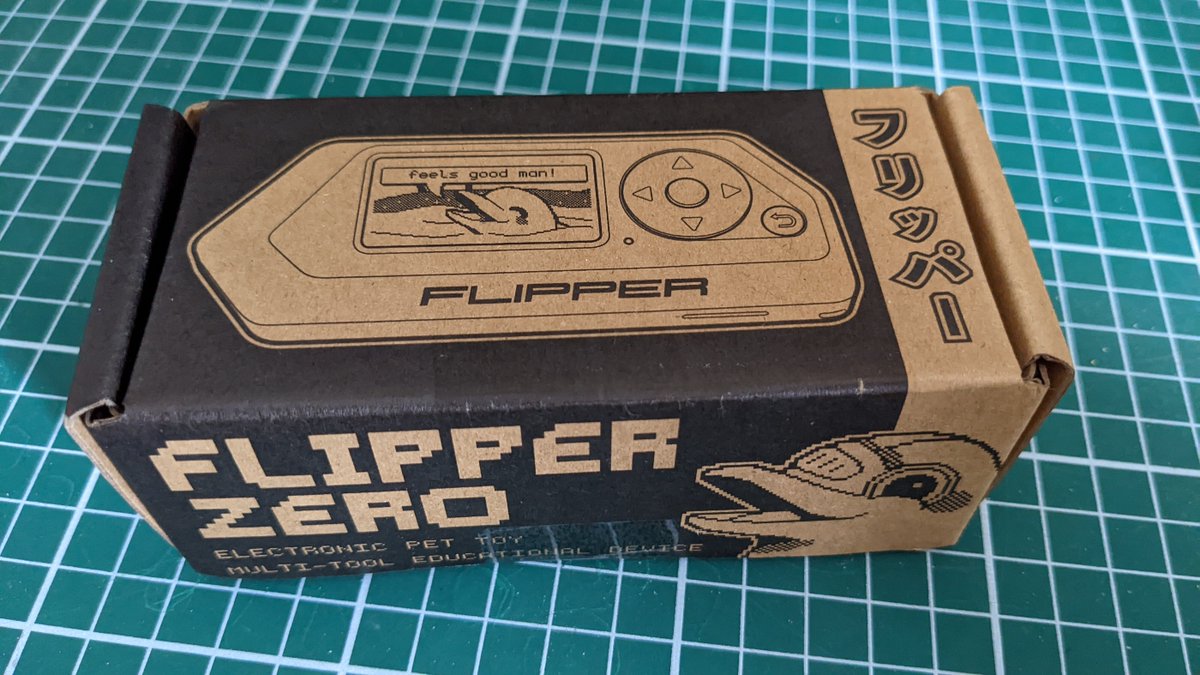 feels good man!
FLIPPER
フリッパー
FLIPPER
ZERO
ELECTRONIC PET TOY
MULTI-TOOL EDUCATIONAL DEVICE